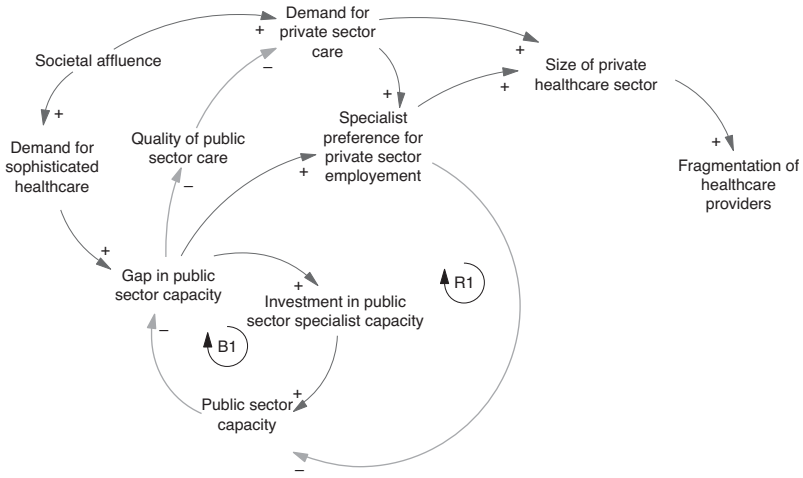 Demand for
private sector
care
+
–
+
+
Societal affluence
Size of private
healthcare sector
+
+
Demand for
sophisticated
healthcare
Quality of public
sector care
–
Specialist
preference for
private sector
employement
+
+
Fragmentation of
healthcare
providers
+
Gap in public
sector capacity
–
+
Investment in public
sector specialist capacity
R1
B1
+
Public sector
capacity
–